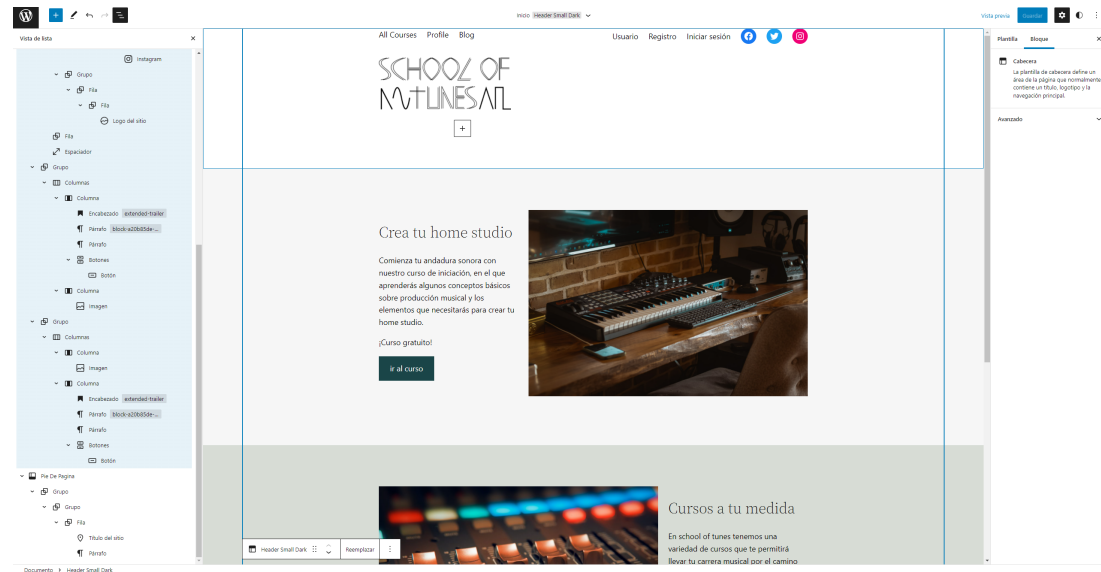 Inicio Header Small Dark
Vista previa
Guardar
Vista de lista
Instagram
Grupo
Fila
Fila
Logo del sitio
Fila
Espaciador
Grupo
Columnas
Columna
Encabezado extended-trailer
Párrafo block-a20b85de-...
Párrafo
Botones
Botón
Columna
Imagen
Grupo
Columnas
Columna
Imagen
Columna
Encabezado extended-trailer
Párrafo block-a20b85de-...
Párrafo
Botones
Botón
Pie De Pagina
Grupo
Grupo
Fila
Título del sitio
Párrafo
Documento › Header Small Dark
All Courses Profile Blog
Usuario Registro Iniciar sesión
SCHOOL OF
Crea tu home studio
Comienza tu andadura sonora con
nuestro curso de iniciación, en el que
aprenderás algunos conceptos básicos
sobre producción musical y los
elementos que necesitarás para crear tu
home studio.
¡Curso gratuito!
ir al curso
Cursos a tu medida
En school of tunes tenemos una
variedad de cursos que te permitirá
llevar tu carrera musical por el camino
Header Small Dark
Reemplazar
Plantilla Bloque
Cabecera
La plantilla de cabecera define un
área de la página que normalmente
contiene un título, logotipo y la
navegación principal.
Avanzado